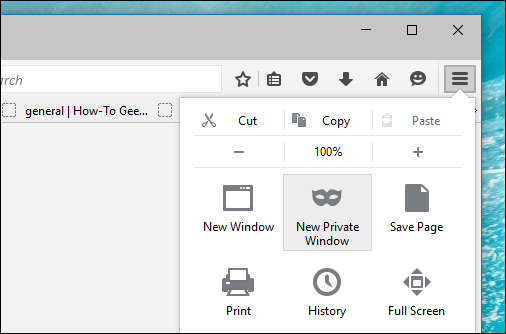 arch
general | How-To Gee...
Cut Copy Paste
100%
New Window New Private Window Save Page
Print History Full Screen